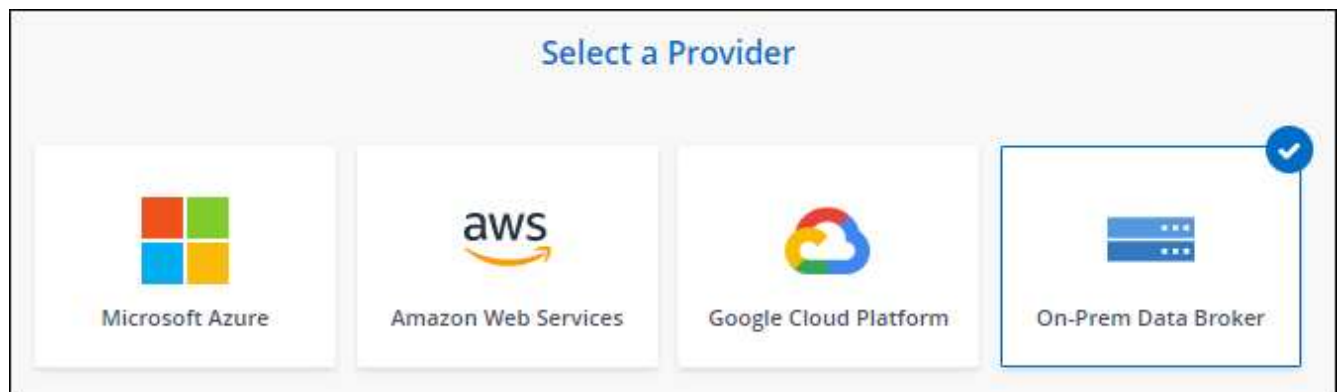 Select a Provider
aws
Microsoft Azure
Amazon Web Services
Google Cloud Platform
On-Prem Data Broker